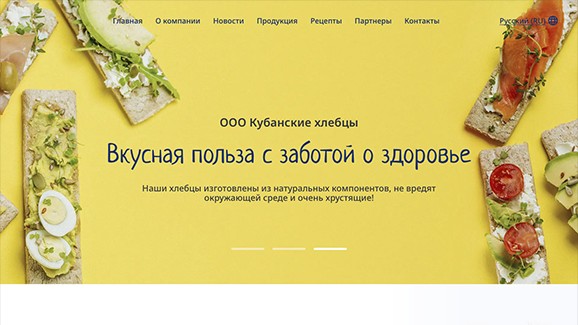 Главная О компании Новости Продукция Рецепты Партнеры Контакты Русский (RU)
ООО Кубанские хлебцы
Вкусная польза с заботой о здоровье
Наши хлебцы изготовлены из натуральных компонентов, не вредят
окружающей среде и очень хрустящие!